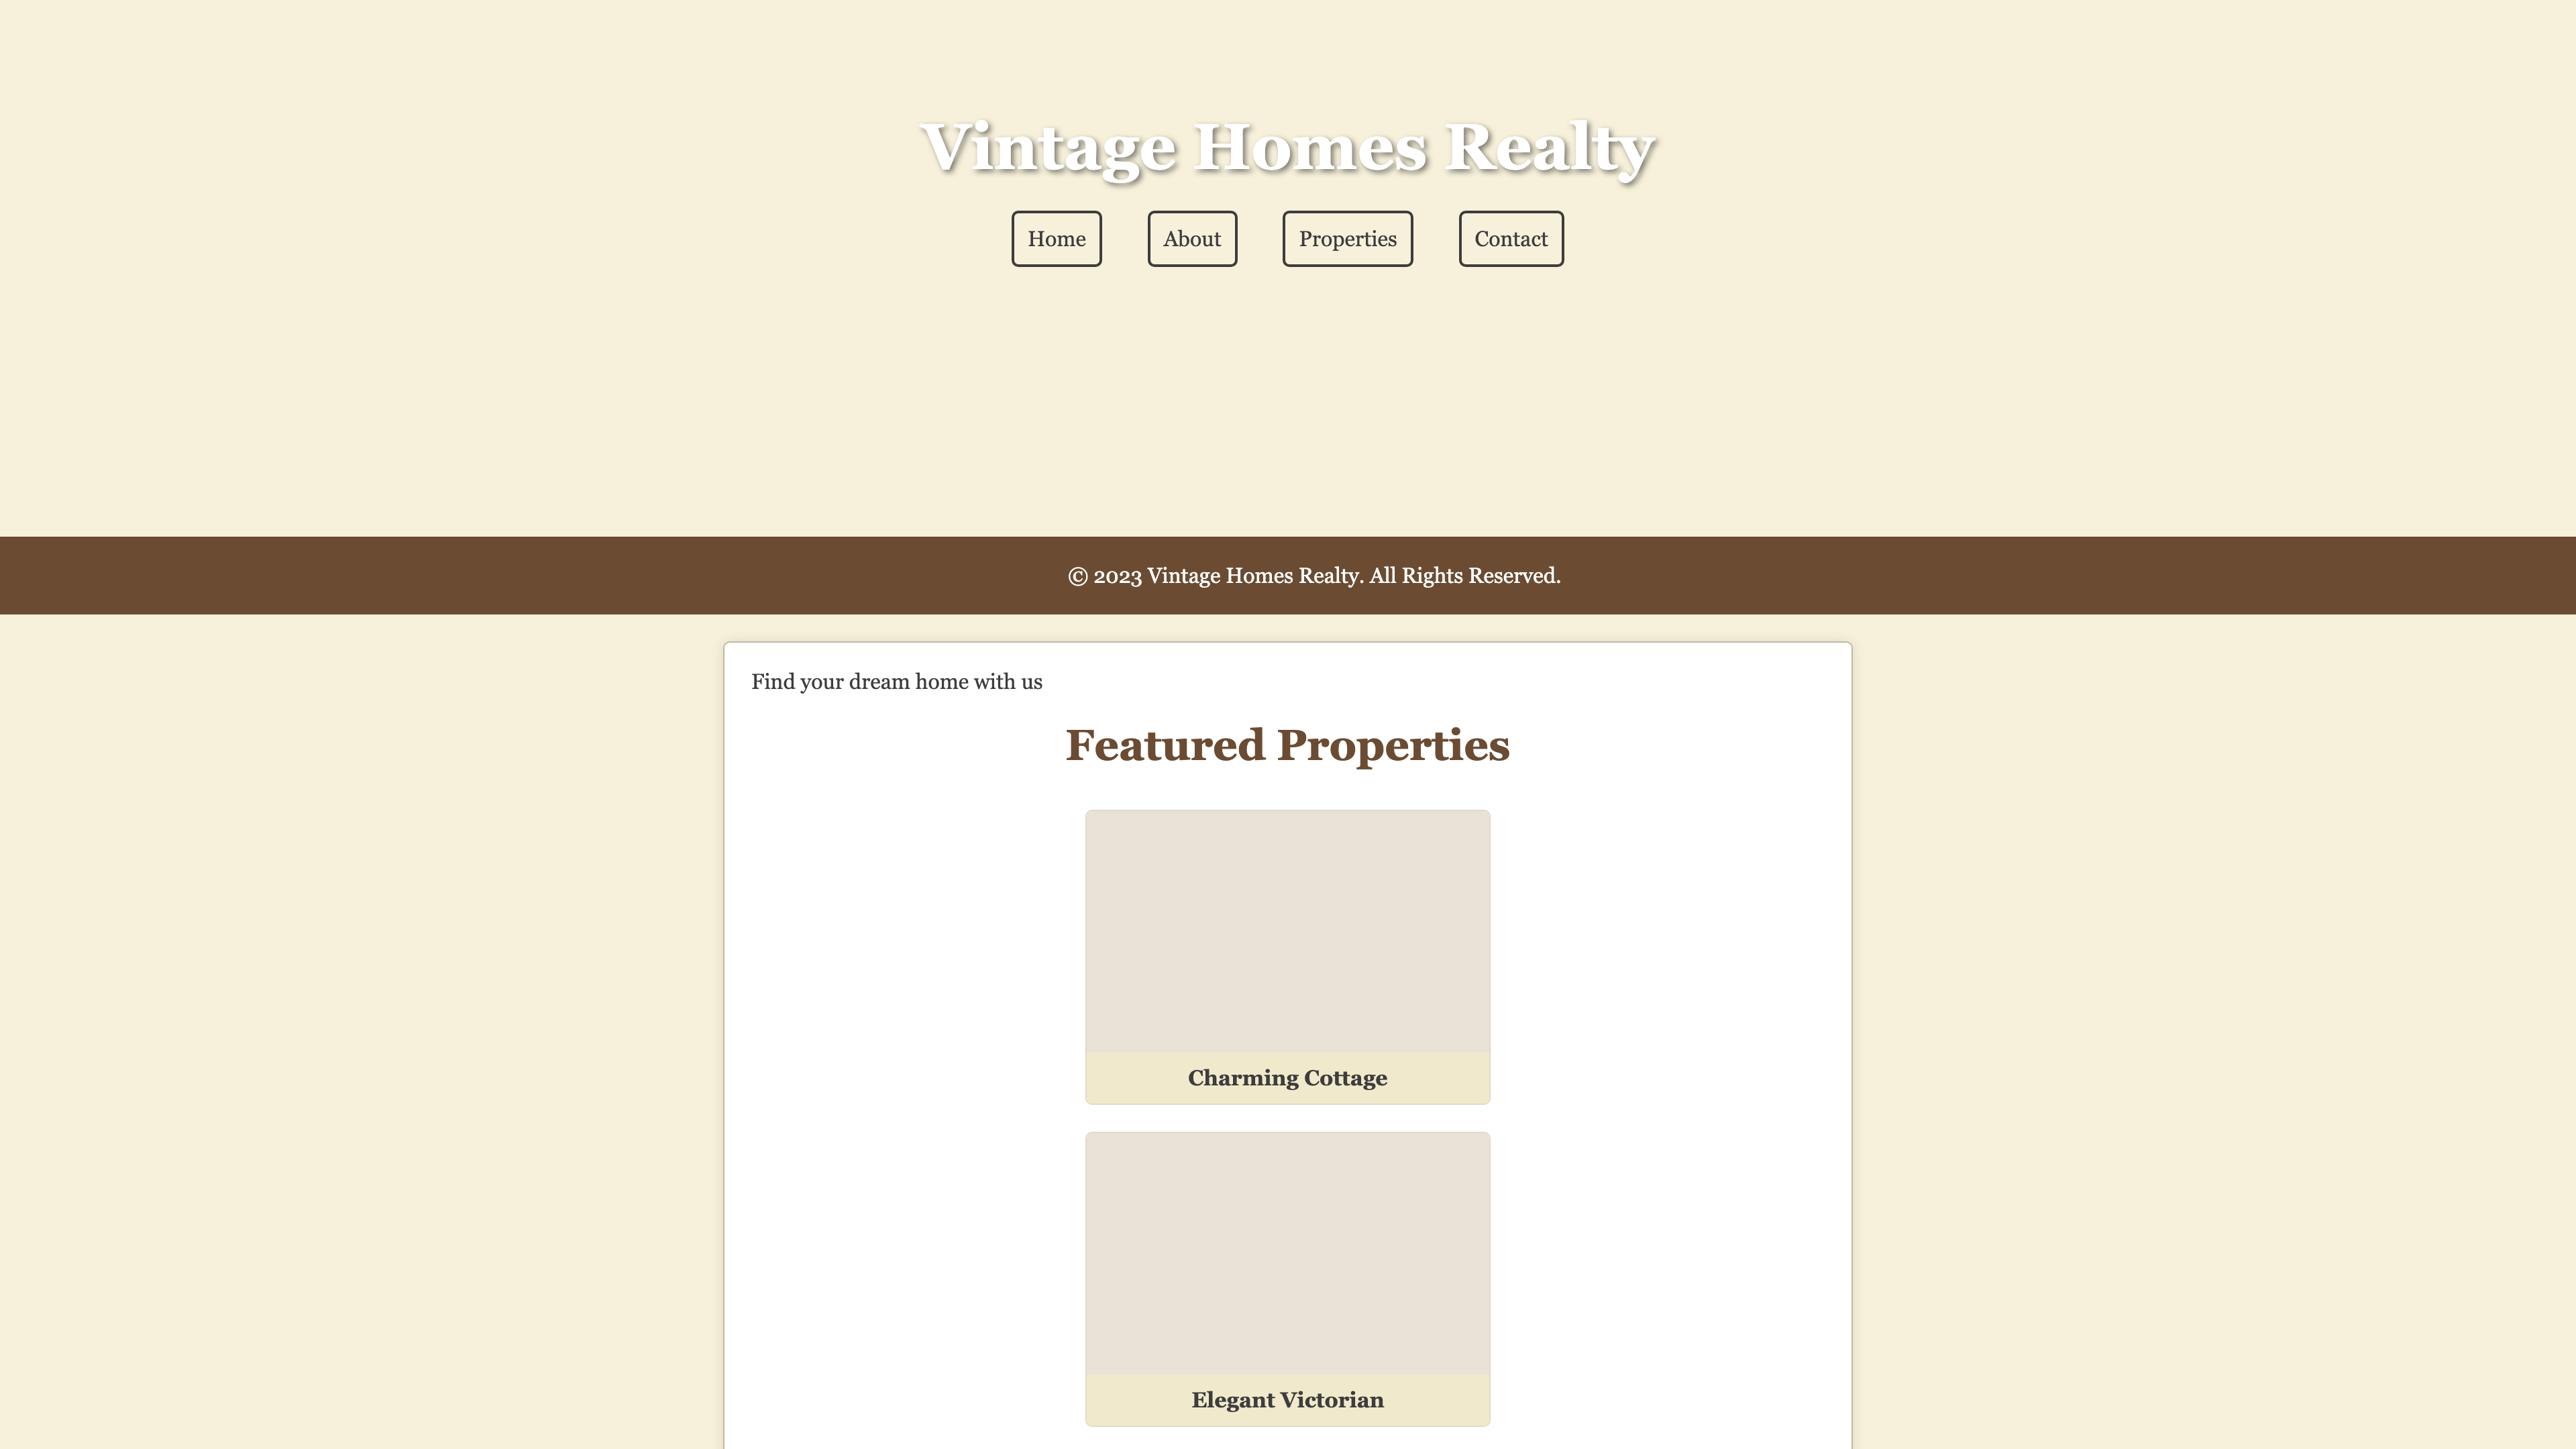 Vintage Homes Realty
Home About Properties Contact
© 2023 Vintage Homes Realty. All Rights Reserved.
Find your dream home with us
Featured Properties
Charming Cottage
Elegant Victorian